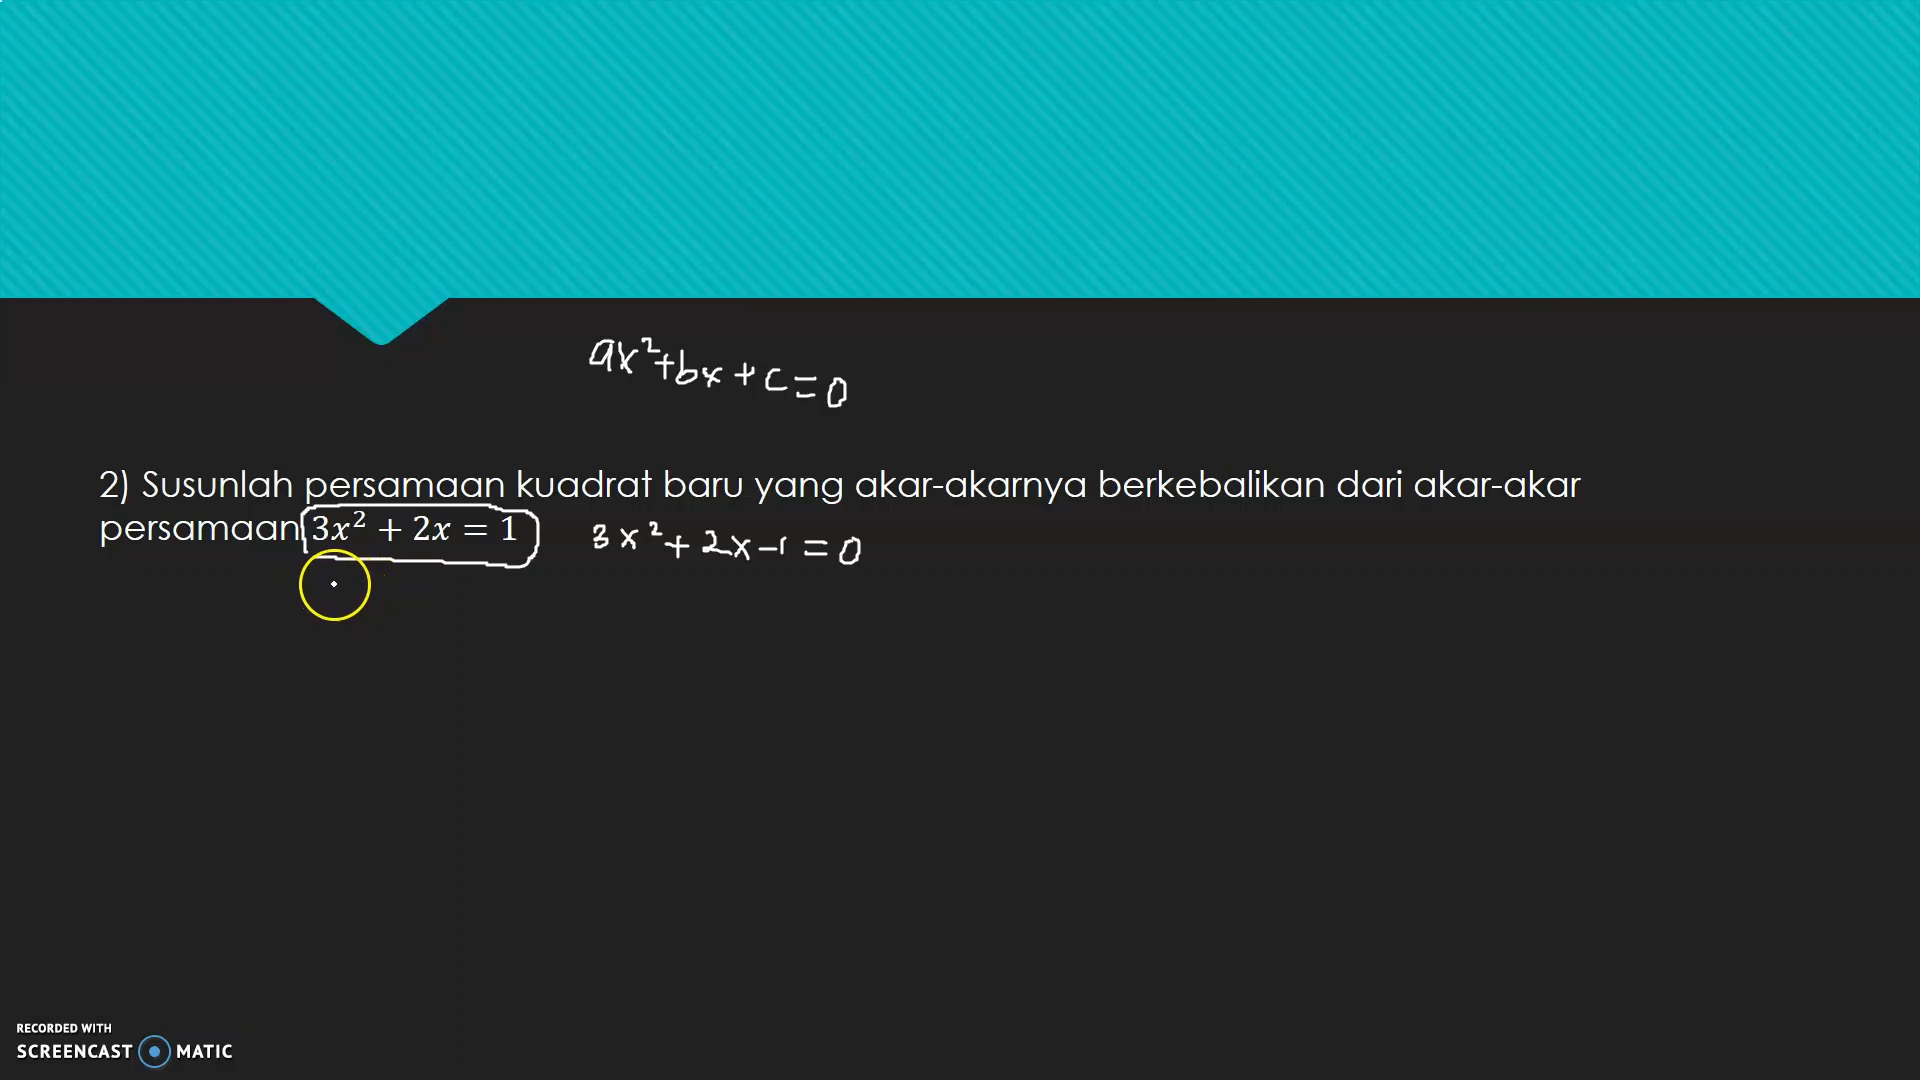 ax²+bx+c=0
2) Susunlah persamaan kuadrat baru yang akar-akarnya berkebalikan dari akar-akar
persamaan 3x² + 2x = 1 3x²+2x-1=0
RECORDED WITH
SCREENCAST MATIC